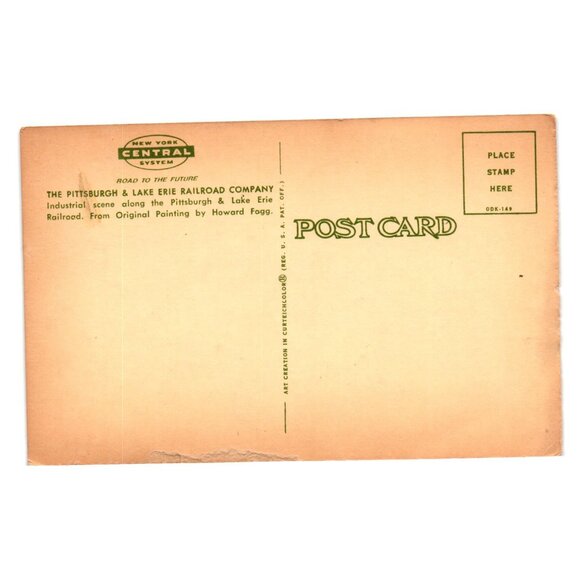 NEW YORK
CENTRAL
SYSTEM
ROAD TO THE FUTURE
THE PITTSBURGH & LAKE ERIE RAILROAD COMPANY
Industrial scene along the Pittsburgh & Lake Erie
Railroad. From Original Painting by Howard Fogg.
ART CREATION IN CURTEICHCOLOR® (REG. U. S. A. PAT. OFF.)
POST CARD
PLACE
STAMP
HERE
ODK-149